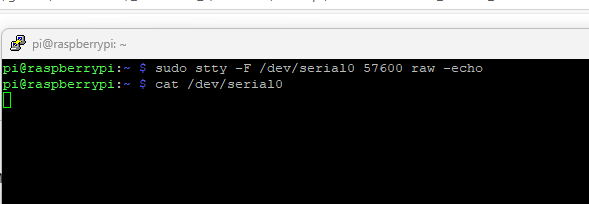 pi@raspberrypi: ~
pi@raspberrypi:~ $ sudo stty -F /dev/serial0 57600 raw -echo
pi@raspberrypi:~ $ cat /dev/serial0